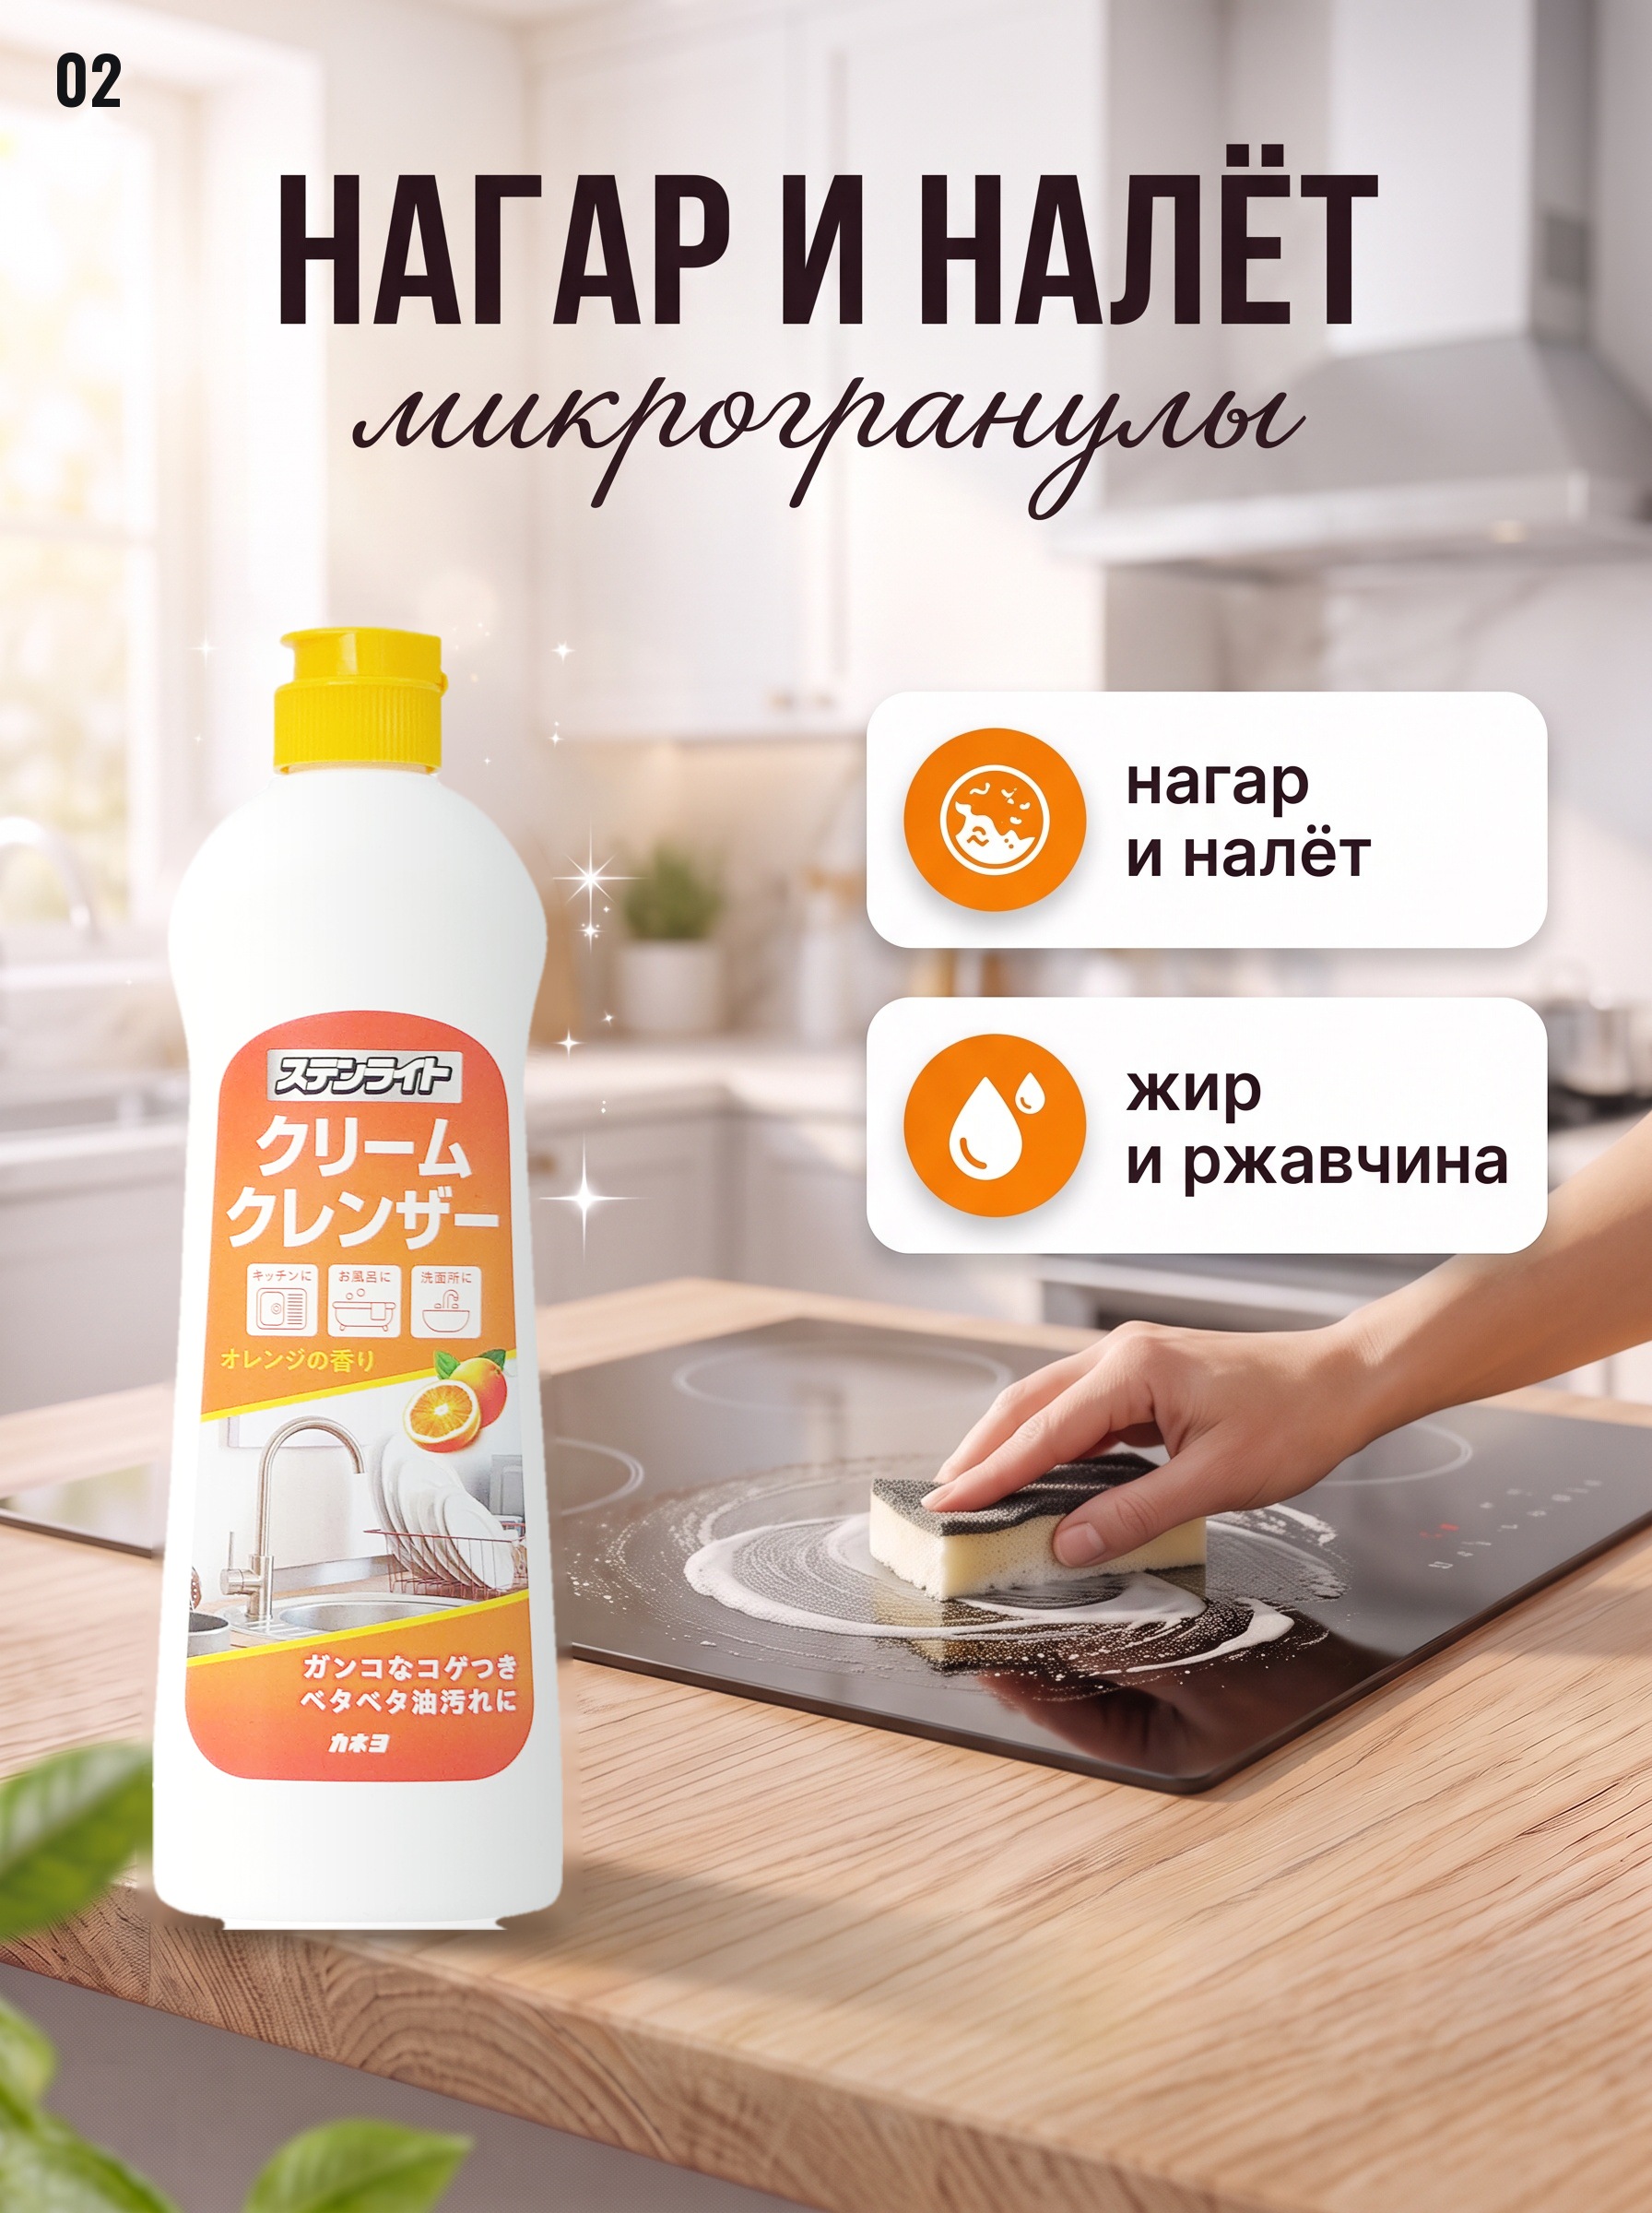 02
НАГАР И НАЛЁТ
микрогранулы
нагар
и налёт
жир
и ржавчина
ステンライト
クリーム
クレンザー
キッチンに
お風呂に
洗面所に
オレンジの香り
ガンコなコゲつき
ベタベタ油汚れに
カネヨ